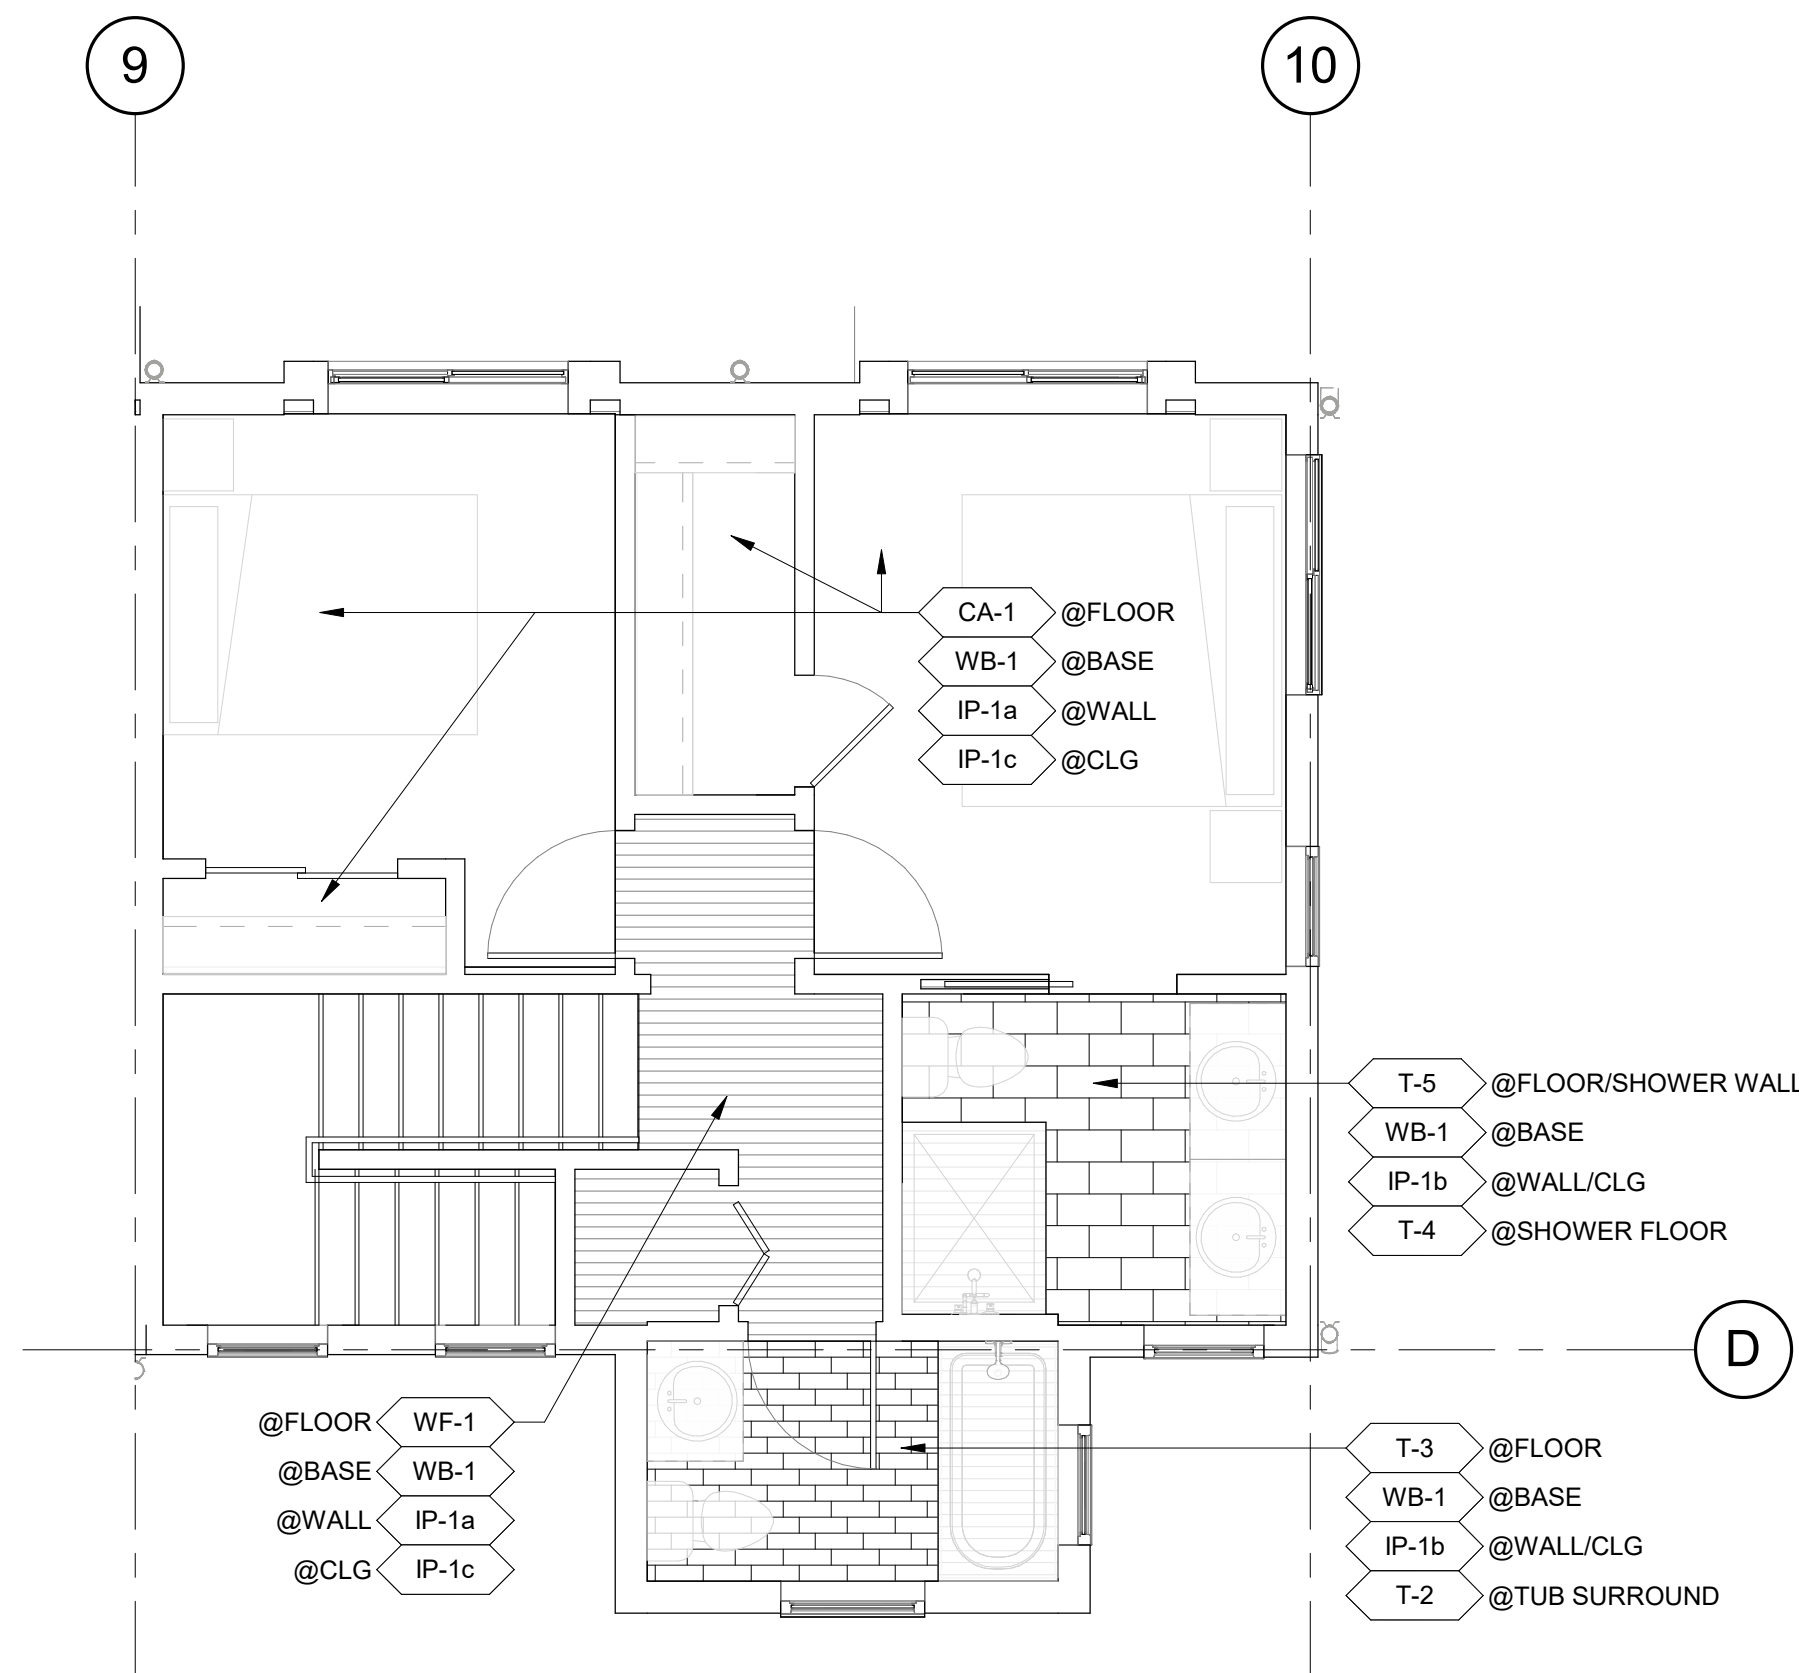 9
10
CA-1 @FLOOR
WB-1 @BASE
IP-1a @WALL
IP-1c @CLG
T-5 @FLOOR/SHOWER WALL
WB-1 @BASE
IP-1b @WALL/CLG
T-4 @SHOWER FLOOR
D
@FLOOR WF-1
@BASE WB-1
@WALL IP-1a
@CLG IP-1c
T-3 @FLOOR
WB-1 @BASE
IP-1b @WALL/CLG
T-2 @TUB SURROUND